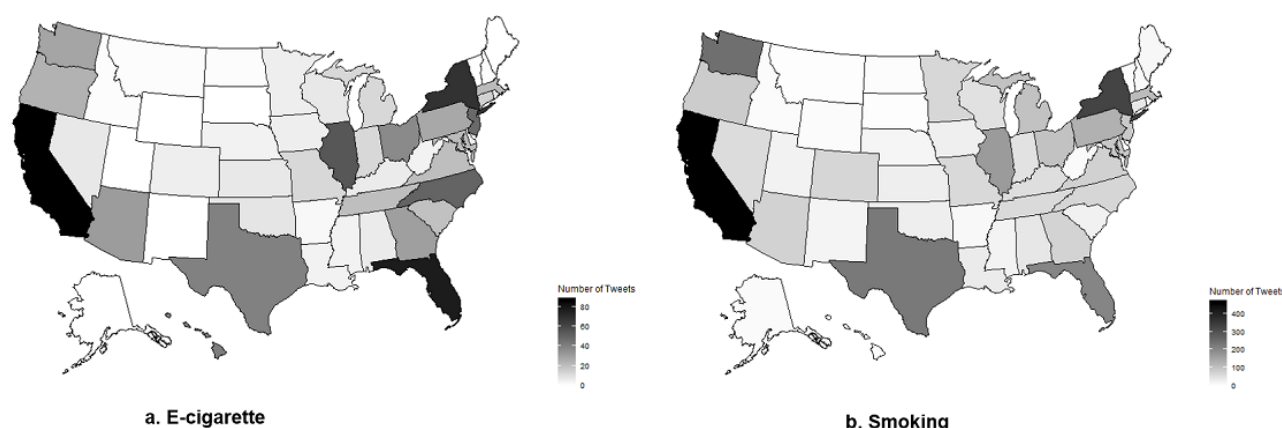 Number of Tweets
80
60
40
20
0
a. E-cigarette
Number of Tweets
400
300
200
100
0
b. Smoking